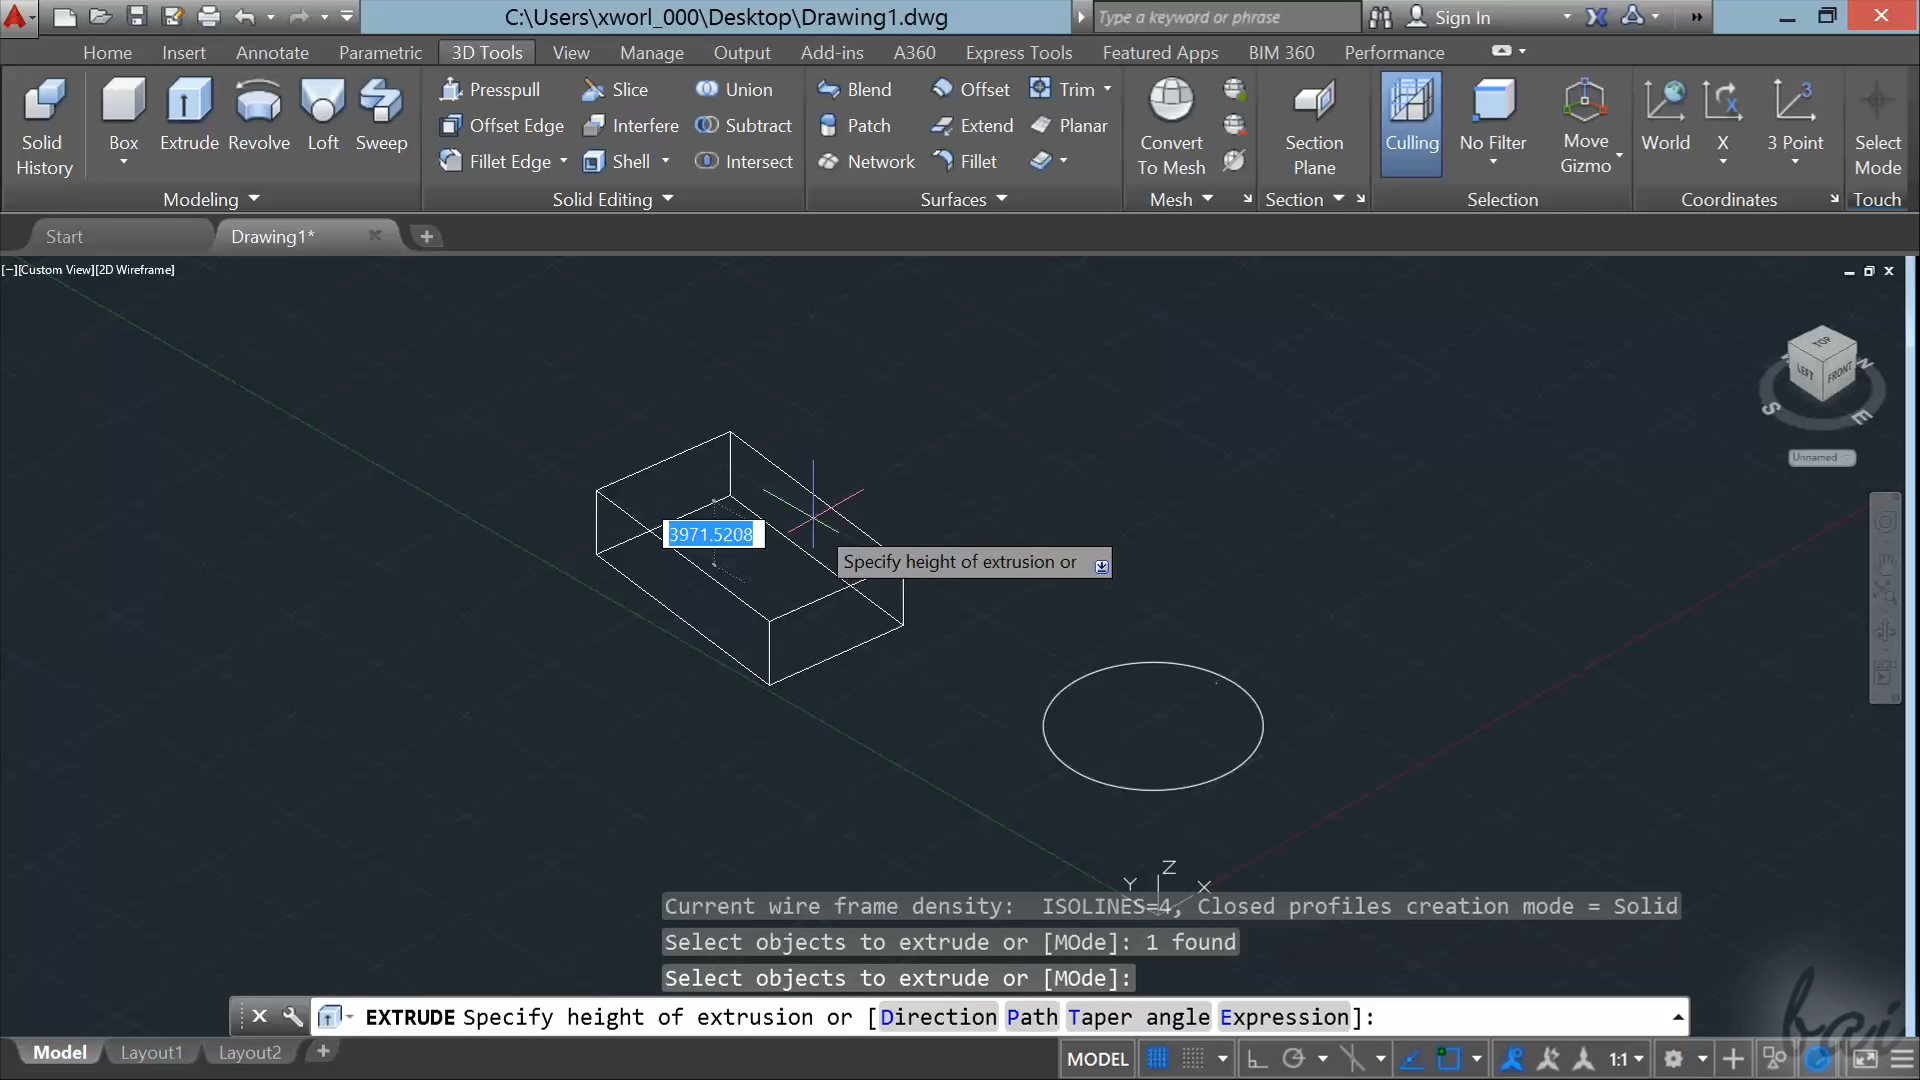 C:\Users\xworl_000\Desktop\Drawing1.dwg
Type a keyword or phrase
Sign In
Home Insert Annotate Parametric 3D Tools View Manage Output Add-ins A360 Express Tools Featured Apps BIM 360 Performance
Solid History
Box
Extrude
Revolve
Loft
Sweep
Presspull
Offset Edge
Fillet Edge
Slice
Interfere
Shell
Union
Subtract
Intersect
Blend
Patch
Network
Offset
Extend
Fillet
Trim
Planar
Convert To Mesh
Section Plane
Culling
No Filter
Move Gizmo
World
X
3 Point
Select Mode
Modeling Solid Editing Surfaces Mesh Section Selection Coordinates Touch
Start Drawing1*
[−][Custom View][2D Wireframe]
TOP
LEFT FRONT
N
S E
Unnamed
3971.5208
Specify height of extrusion or
Z
Y X
Current wire frame density: ISOLINES=4, Closed profiles creation mode = Solid
Select objects to extrude or [MOde]: 1 found
Select objects to extrude or [MOde]:
EXTRUDE Specify height of extrusion or [Direction Path Taper angle Expression]:
Model Layout1 Layout2
MODEL 1:1